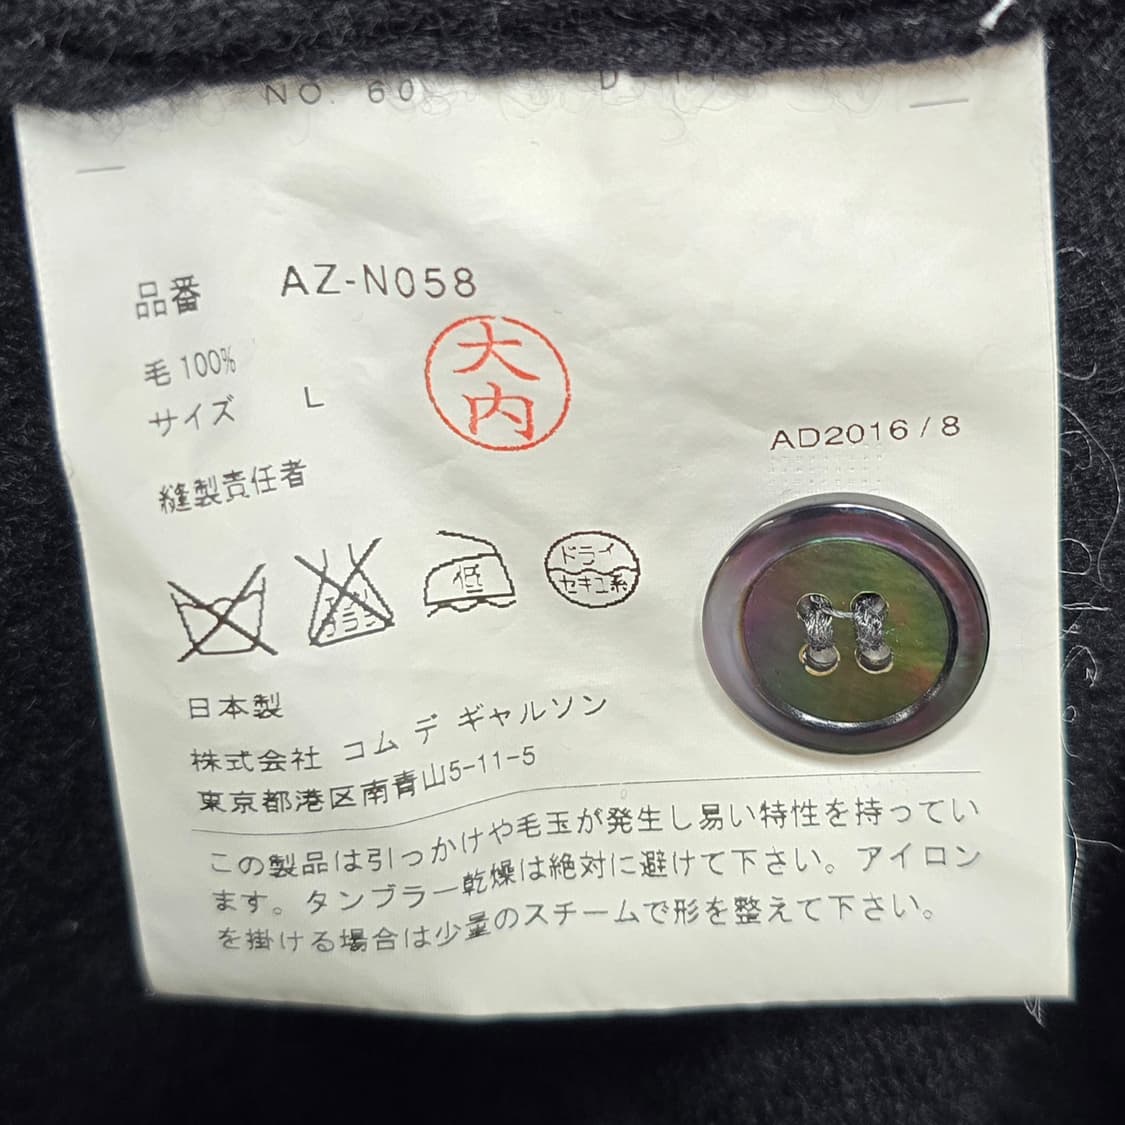 NO. 60
D
品番 AZ-N058
毛100%
サイズ L
大内
AD2016/8
縫製責任者
低
ドライ
セキユ系
日本製
株式会社 コム デ ギャルソン
東京都港区南青山5-11-5
この製品は引っかけや毛玉が発生し易い特性を持ってい
ます。タンブラー乾燥は絶対に避けて下さい。アイロン
を掛ける場合は少量のスチームで形を整えて下さい。